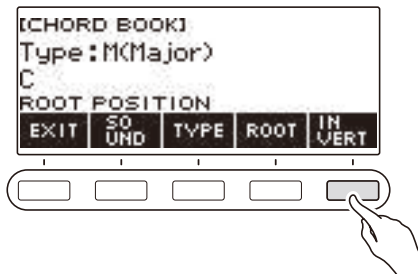 [CHORD BOOK]
Type:M(Major)
C
ROOT POSITION
EXIT SO UND TYPE ROOT IN VERT